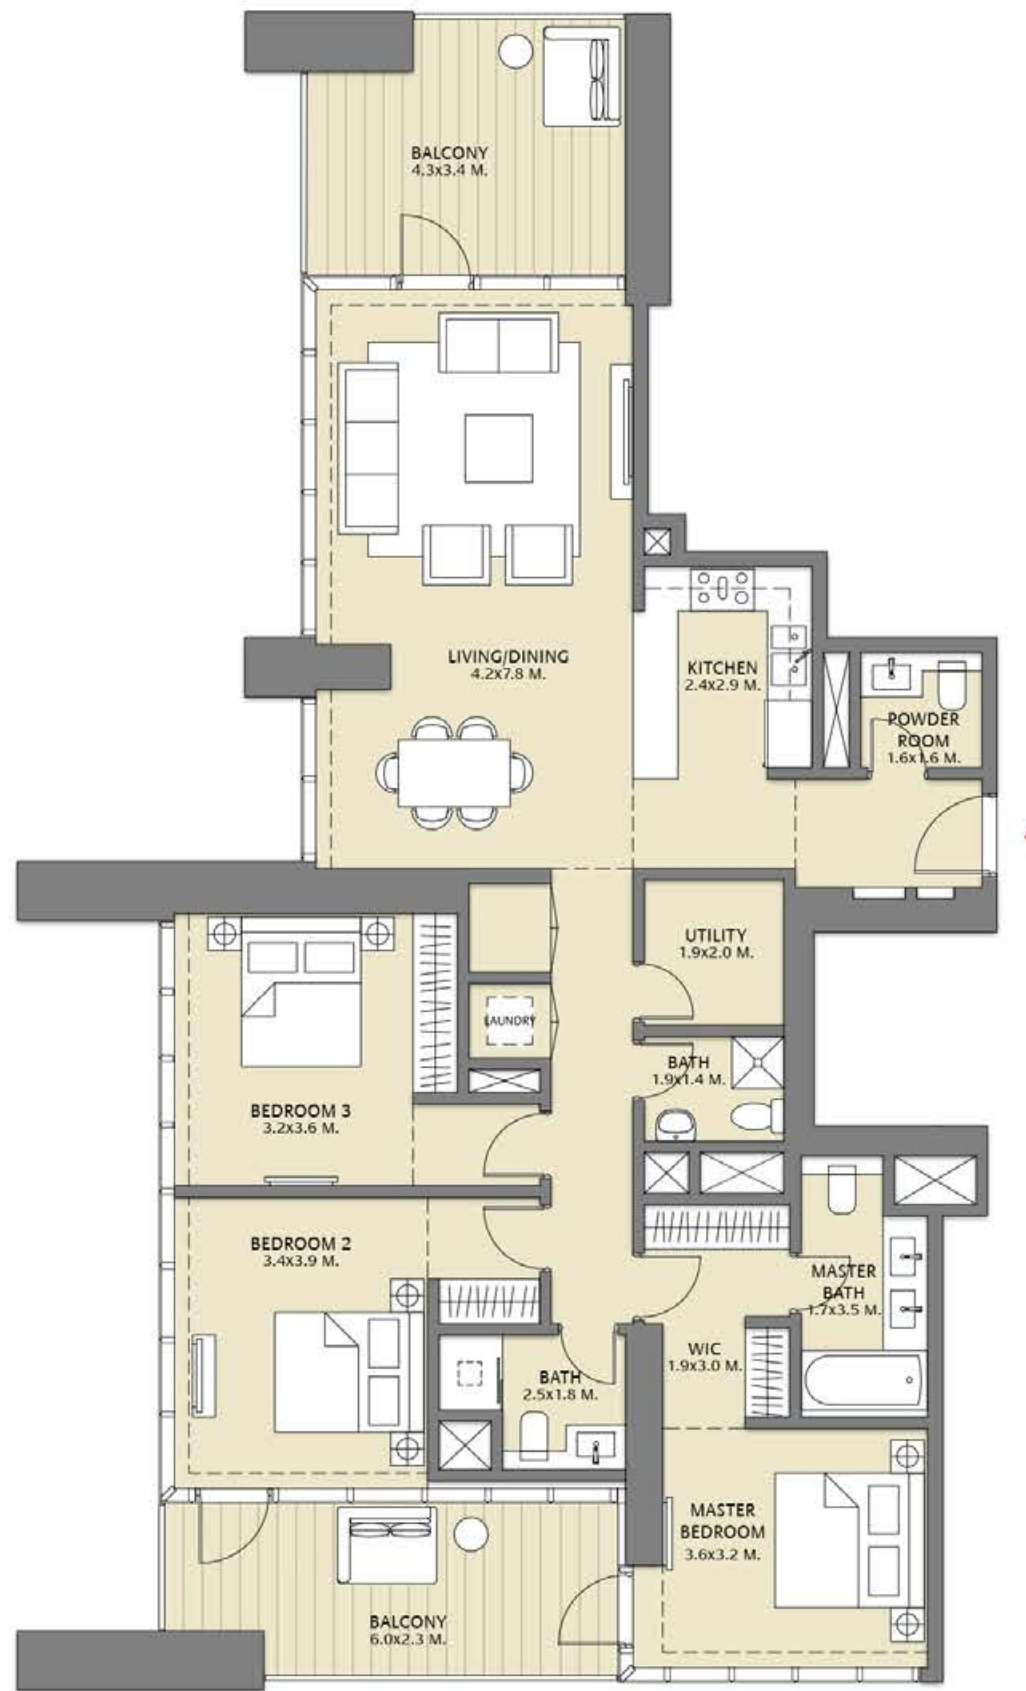 BALCONY
4.3x3.4 M.
LIVING/DINING
4.2x7.8 M.
KITCHEN
2.4x2.9 M.
POWDER
ROOM
1.6x1.6 M.
UTILITY
1.9x2.0 M.
LAUNDRY
BATH
1.9x1.4 M.
BEDROOM 3
3.2x3.6 M.
BEDROOM 2
3.4x3.9 M.
MASTER
BATH
1.7x3.5 M.
WIC
1.9x3.0 M.
BATH
2.5x1.8 M.
MASTER
BEDROOM
3.6x3.2 M.
BALCONY
6.0x2.3 M.